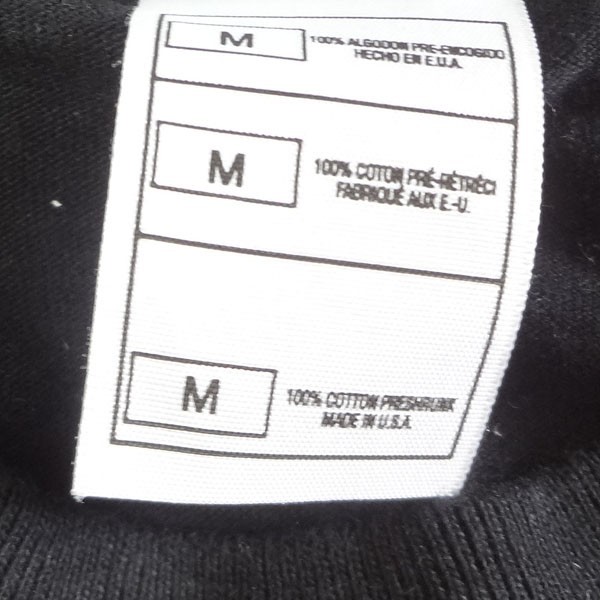 M
100% ALGODON PRE-ENCOGIDO
HECHO EN E.U.A.
M
100% COTON PRÉ-RÉTRÉCI
FABRIQUÉ AUX E.-U.
M
100% COTTON PRESHRUNK
MADE IN U.S.A.